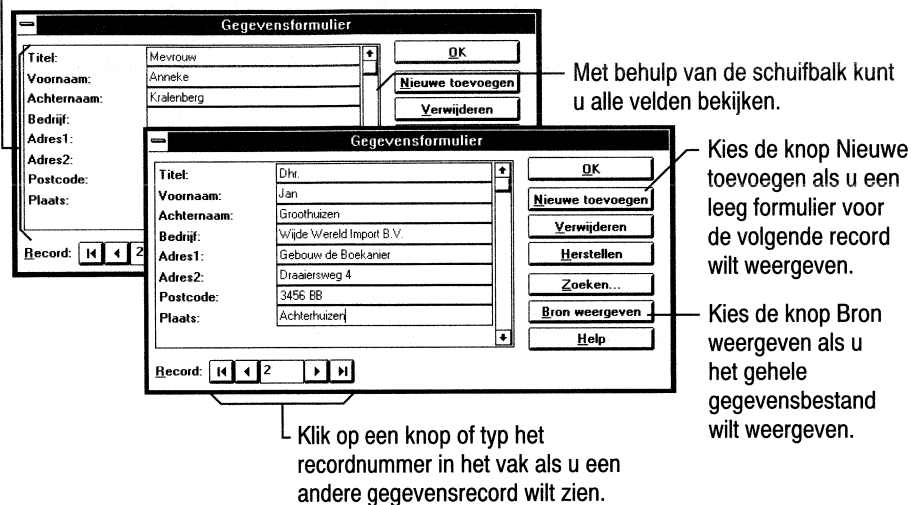 Gegevensformulier
Titel: Mevrouw
Voornaam: Anneke
Achternaam: Kralenberg
Bedrijf:
Adres1:
Adres2:
Postcode:
Plaats:
Record: 2
OK
Nieuwe toevoegen
Verwijderen
Met behulp van de schuifbalk kunt
u alle velden bekijken.
Gegevensformulier
Titel: Dhr.
Voornaam: Jan
Achternaam: Groothuizen
Bedrijf: Wijde Wereld Import B.V.
Adres1: Gebouw de Boekanier
Adres2: Draaiersweg 4
Postcode: 3456 BB
Plaats: Achterhuizen
Record: 2
OK
Nieuwe toevoegen
Verwijderen
Herstellen
Zoeken...
Bron weergeven
Help
Kies de knop Nieuwe
toevoegen als u een
leeg formulier voor
de volgende record
wilt weergeven.
Kies de knop Bron
weergeven als u
het gehele
gegevensbestand
wilt weergeven.
Klik op een knop of typ het
recordnummer in het vak als u een
andere gegevensrecord wilt zien.